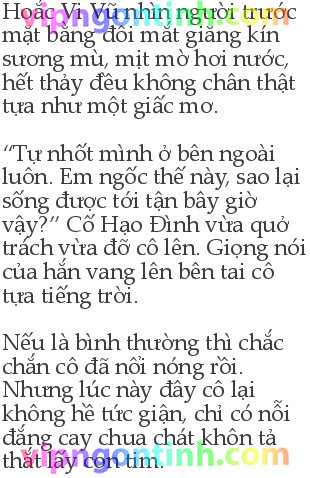 Hoắc Vi Vũ nhìn người trước
mặt bằng đôi mắt giăng kín
sương mù, mịt mờ hơi nước,
hết thảy đều không chân thật
tựa như một giấc mơ.
“Tự nhốt mình ở bên ngoài
luôn. Em ngốc thế này, sao lại
sống được tới tận bây giờ
vậy?” Cố Hạo Đình vừa quở
trách vừa đỡ cô lên. Giọng nói
của hắn vang lên bên tai cô
tựa tiếng trời.
Nếu là bình thường thì chắc
chắn cô đã nổi nóng rồi.
Nhưng lúc này đây cô lại
không hề tức giận, chỉ có nỗi
đắng cay chua chát khôn tả
thắt lấy con tim.
vipngontinh.com
vipngontinh.com